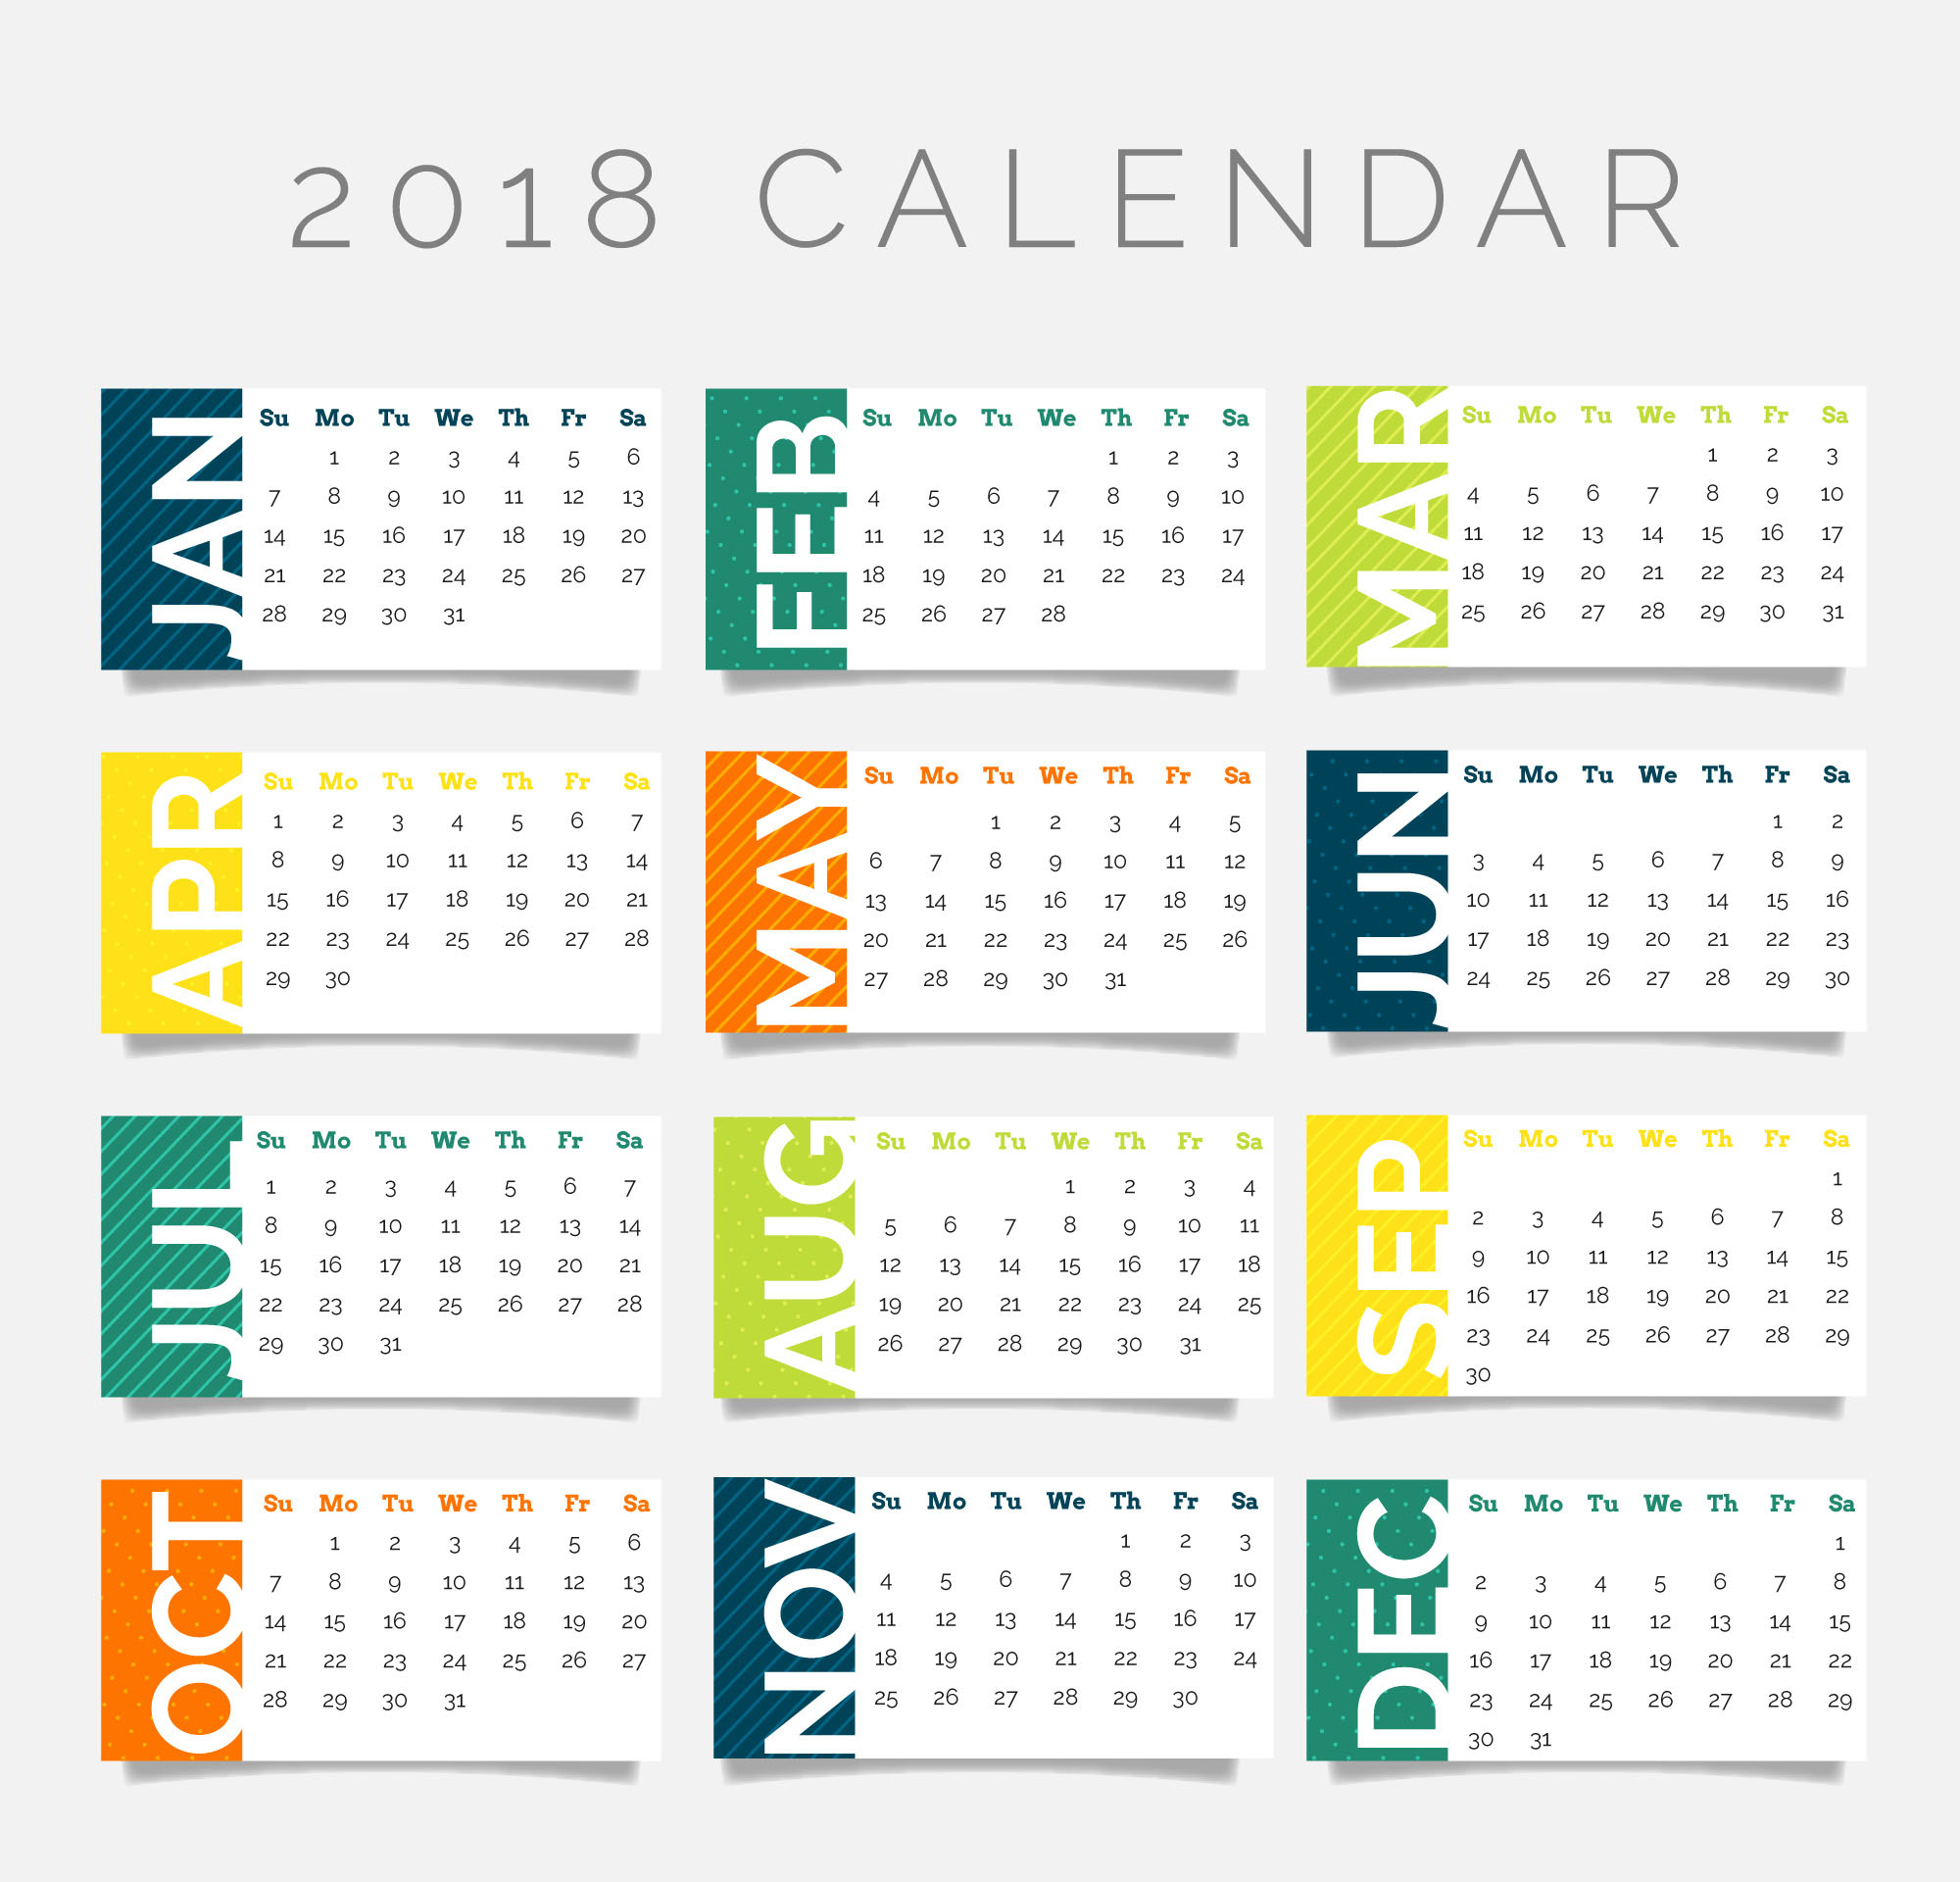 2018 CALENDAR
JAN
Su Mo Tu We Th Fr Sa
1 2 3 4 5 6
7 8 9 10 11 12 13
14 15 16 17 18 19 20
21 22 23 24 25 26 27
28 29 30 31
FEB
Su Mo Tu We Th Fr Sa
1 2 3
4 5 6 7 8 9 10
11 12 13 14 15 16 17
18 19 20 21 22 23 24
25 26 27 28
MAR
Su Mo Tu We Th Fr Sa
1 2 3
4 5 6 7 8 9 10
11 12 13 14 15 16 17
18 19 20 21 22 23 24
25 26 27 28 29 30 31
APR
Su Mo Tu We Th Fr Sa
1 2 3 4 5 6 7
8 9 10 11 12 13 14
15 16 17 18 19 20 21
22 23 24 25 26 27 28
29 30
MAY
Su Mo Tu We Th Fr Sa
1 2 3 4 5
6 7 8 9 10 11 12
13 14 15 16 17 18 19
20 21 22 23 24 25 26
27 28 29 30 31
JUN
Su Mo Tu We Th Fr Sa
1 2
3 4 5 6 7 8 9
10 11 12 13 14 15 16
17 18 19 20 21 22 23
24 25 26 27 28 29 30
JUL
Su Mo Tu We Th Fr Sa
1 2 3 4 5 6 7
8 9 10 11 12 13 14
15 16 17 18 19 20 21
22 23 24 25 26 27 28
29 30 31
AUG
Su Mo Tu We Th Fr Sa
1 2 3 4
5 6 7 8 9 10 11
12 13 14 15 16 17 18
19 20 21 22 23 24 25
26 27 28 29 30 31
SEP
Su Mo Tu We Th Fr Sa
1
2 3 4 5 6 7 8
9 10 11 12 13 14 15
16 17 18 19 20 21 22
23 24 25 26 27 28 29
30
OCT
Su Mo Tu We Th Fr Sa
1 2 3 4 5 6
7 8 9 10 11 12 13
14 15 16 17 18 19 20
21 22 23 24 25 26 27
28 29 30 31
NOV
Su Mo Tu We Th Fr Sa
1 2 3
4 5 6 7 8 9 10
11 12 13 14 15 16 17
18 19 20 21 22 23 24
25 26 27 28 29 30
DEC
Su Mo Tu We Th Fr Sa
1
2 3 4 5 6 7 8
9 10 11 12 13 14 15
16 17 18 19 20 21 22
23 24 25 26 27 28 29
30 31